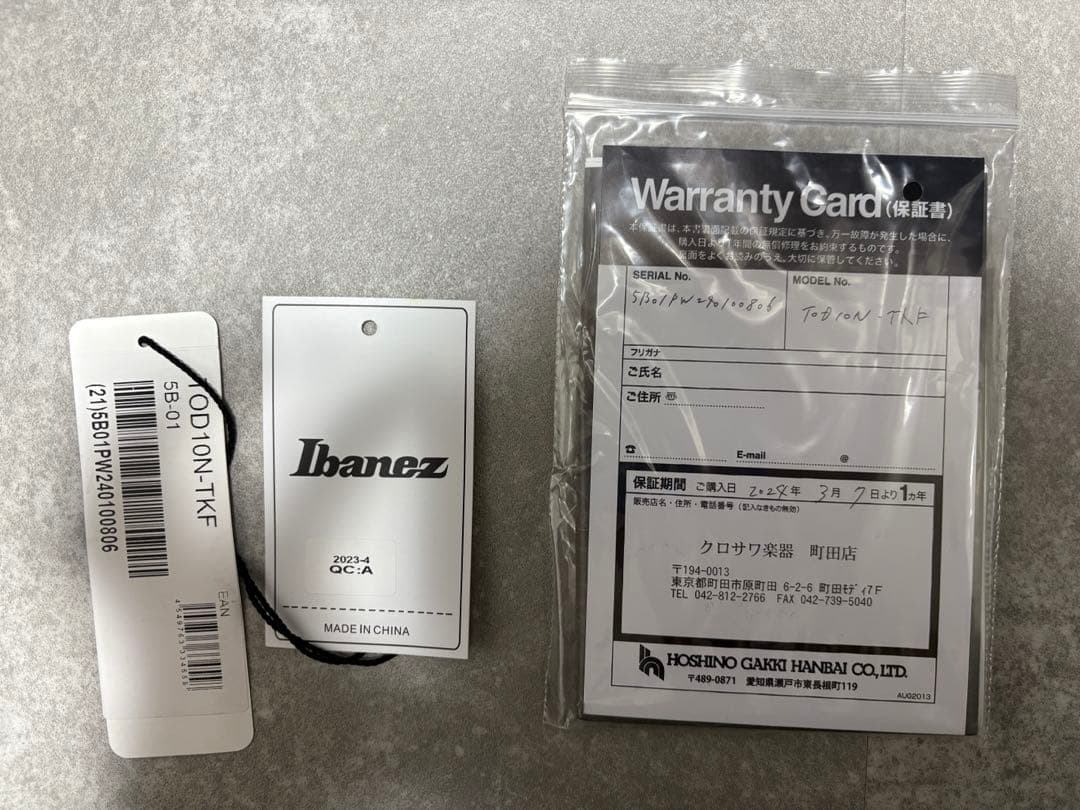 TOD10N-TKF
5B-01
(21)5B01PW240100806
EAN
Ibanez
2023-4
QC:A
MADE IN CHINA
Warranty Card(保証書)
本保証書は、本書裏面記載の保証規定に基づき、万一故障が発生した場合に、
購入日より1年間の無償修理をお約束するものです。
裏面をよくお読みのうえ、大切に保管してください。
SERIAL No.
MODEL No.
5B01PW240100806
TOD10N-TKF
フリガナ
ご氏名
ご住所
E-mail @
保証期間 ご購入日 2024年 3月 7日より1ヵ年
販売店名・住所・電話番号(記入なきもの無効)
クロサワ楽器 町田店
〒194-0013
東京都町田市原町田 6-2-6 町田ﾓﾃﾞｨ7F
TEL 042-812-2766 FAX 042-739-5040
HOSHINO GAKKI HANBAI CO.,LTD.
〒489-0871 愛知県瀬戸市東長根町119
AUG2013